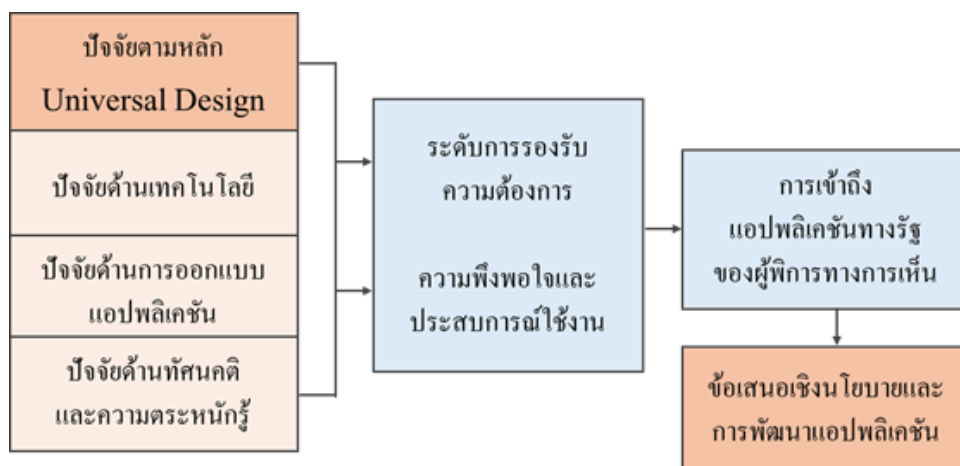 ปัจจัยตามหลัก
Universal Design
ปัจจัยด้านเทคโนโลยี
ปัจจัยด้านการออกแบบ
แอปพลิเคชัน
ปัจจัยด้านทัศนคติ
และความตระหนักรู้
ระดับการรองรับ
ความต้องการ
ความพึงพอใจและ
ประสบการณ์ใช้งาน
การเข้าถึง
แอปพลิเคชันทางรัฐ
ของผู้พิการทางการเห็น
ข้อเสนอเชิงนโยบายและ
การพัฒนาแอปพลิเคชัน